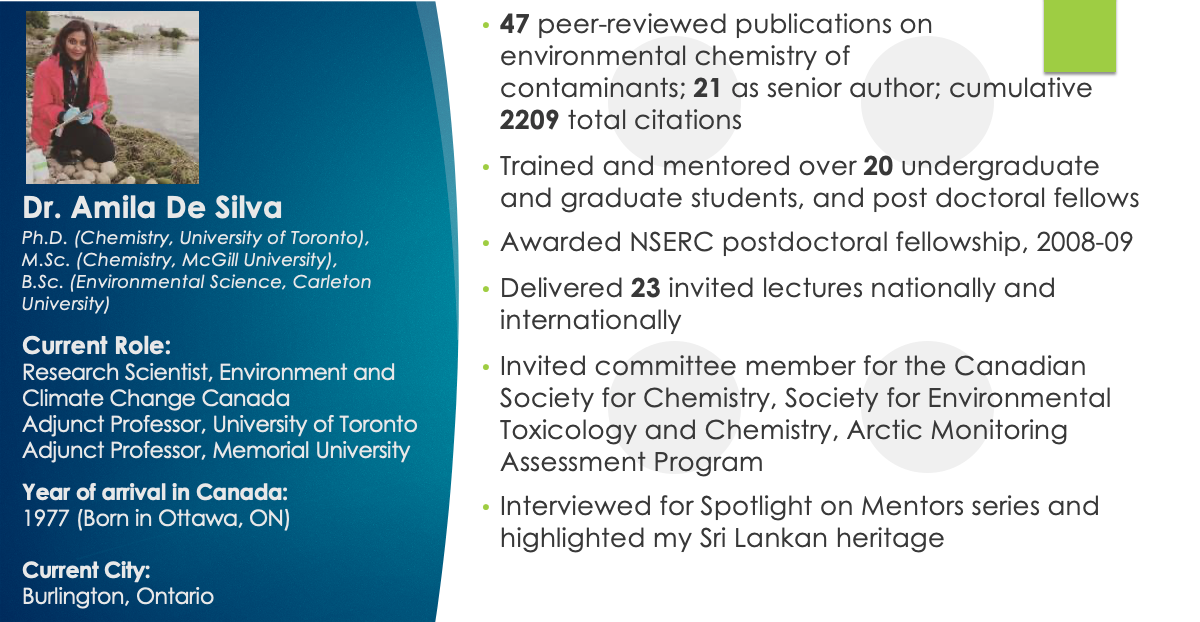 Dr. Amila De Silva
Ph.D. (Chemistry, University of Toronto),
M.Sc. (Chemistry, McGill University),
B.Sc. (Environmental Science, Carleton
University)
Current Role:
Research Scientist, Environment and
Climate Change Canada
Adjunct Professor, University of Toronto
Adjunct Professor, Memorial University
Year of arrival in Canada:
1977 (Born in Ottawa, ON)
Current City:
Burlington, Ontario
• 47 peer-reviewed publications on
environmental chemistry of
contaminants; 21 as senior author; cumulative
2209 total citations
• Trained and mentored over 20 undergraduate
and graduate students, and post doctoral fellows
• Awarded NSERC postdoctoral fellowship, 2008-09
• Delivered 23 invited lectures nationally and
internationally
• Invited committee member for the Canadian
Society for Chemistry, Society for Environmental
Toxicology and Chemistry, Arctic Monitoring
Assessment Program
• Interviewed for Spotlight on Mentors series and
highlighted my Sri Lankan heritage